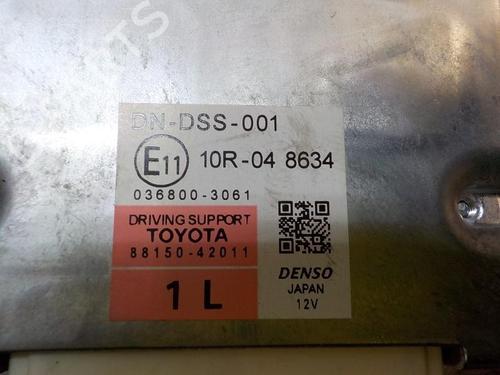 DN-DSS-001
E11 10R-04 8634
036800-3061
DRIVING SUPPORT
TOYOTA
88150-42011
1 L
DENSO
JAPAN
12V